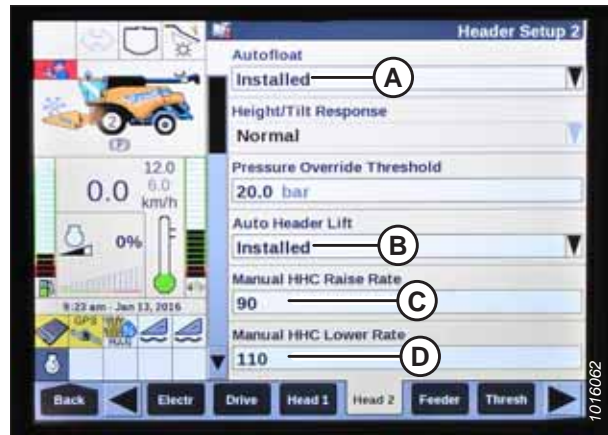 Header Setup 2
Autofloat
Installed
A
Height/Tilt Response
Normal
Pressure Override Threshold
20.0 bar
Auto Header Lift
Installed
B
Manual HHC Raise Rate
90
C
Manual HHC Lower Rate
110
D
12.0
6.0
0.0 km/h
0%
9:23 am - Jan 13, 2016
GPS
Back Electr Drive Head 1 Head 2 Feeder Thresh
1016062